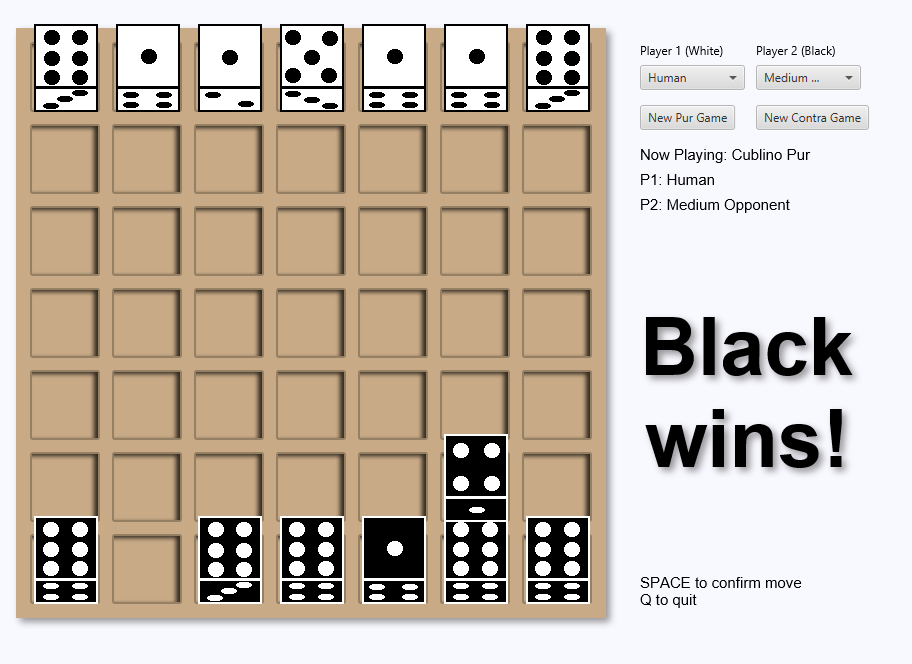 Player 1 (White) Player 2 (Black)
Human Medium ...
New Pur Game New Contra Game
Now Playing: Cublino Pur
P1: Human
P2: Medium Opponent
Black
wins!
SPACE to confirm move
Q to quit